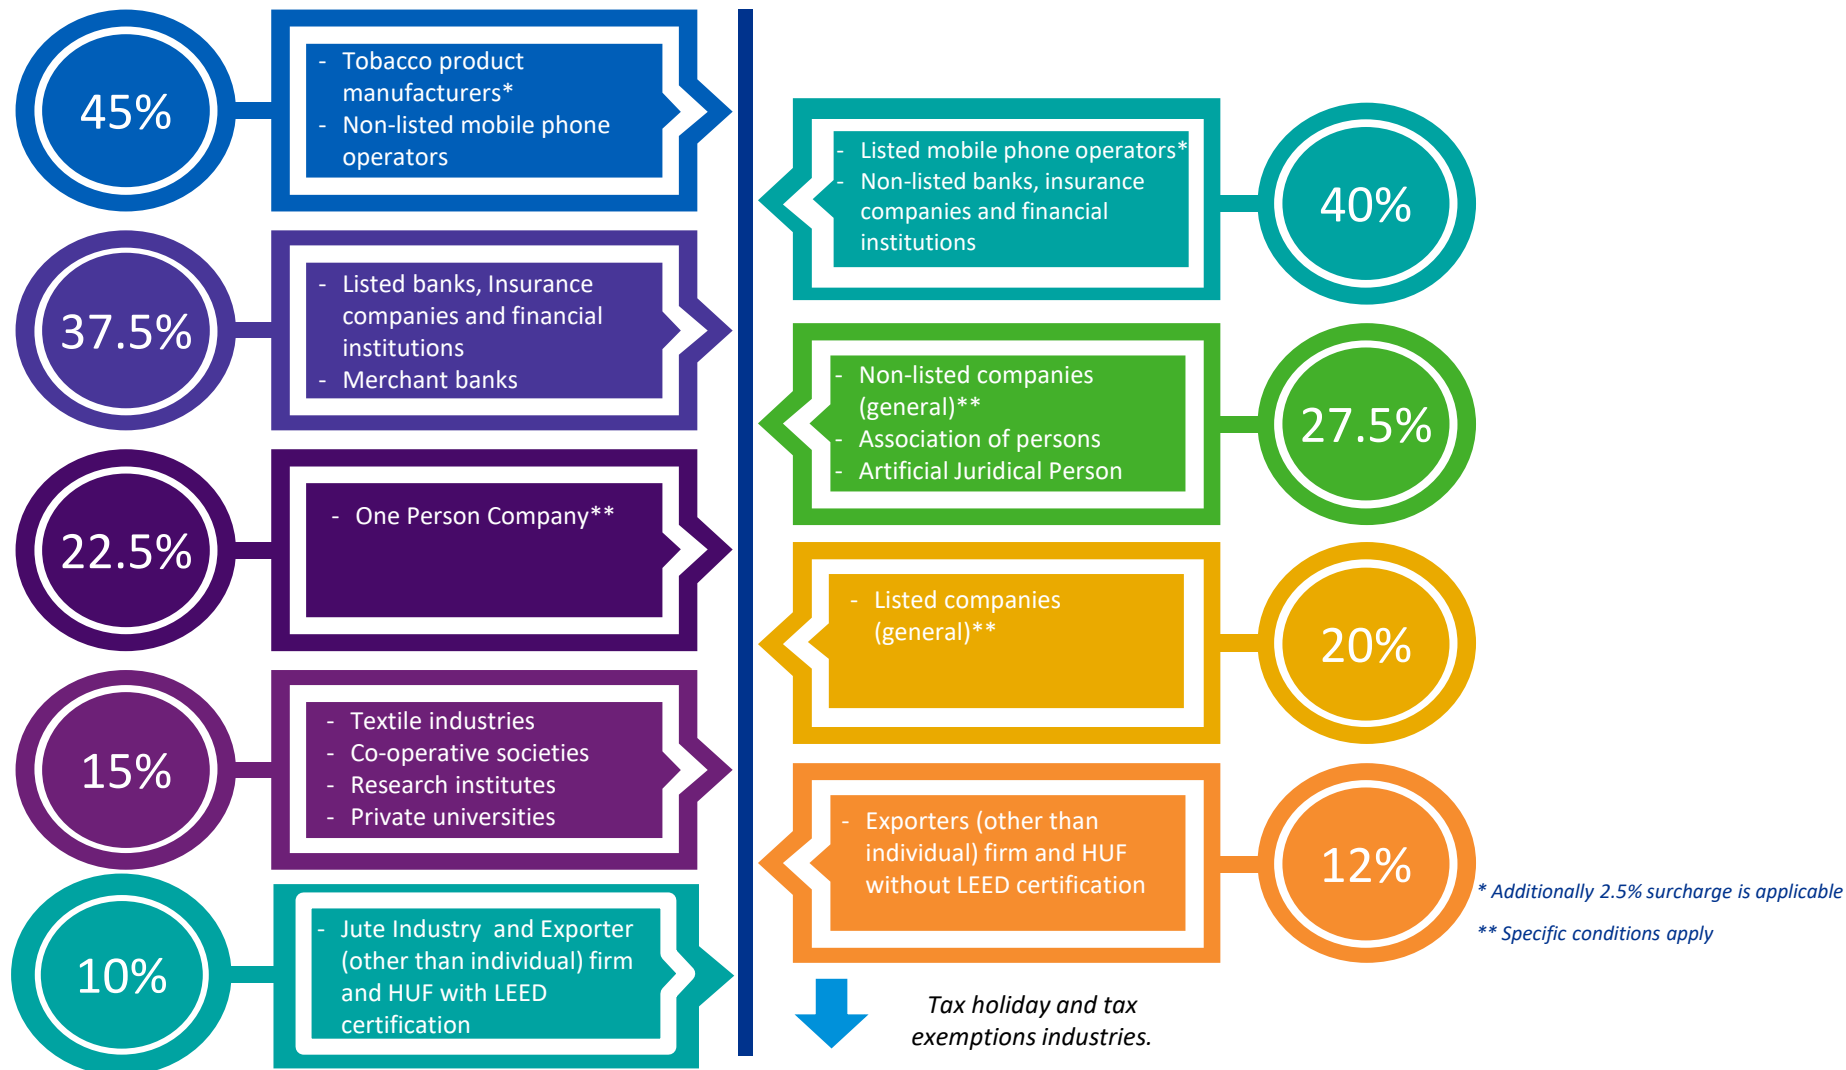 45%
- Tobacco product
manufacturers*
- Non-listed mobile phone
operators
- Listed mobile phone operators*
- Non-listed banks, insurance
companies and financial
institutions
40%
37.5%
- Listed banks, Insurance
companies and financial
institutions
- Merchant banks
- Non-listed companies
(general)**
- Association of persons
- Artificial Juridical Person
27.5%
22.5%
- One Person Company**
- Listed companies
(general)**
20%
15%
- Textile industries
- Co-operative societies
- Research institutes
- Private universities
- Exporters (other than
individual) firm and HUF
without LEED certification
12%
10%
- Jute Industry and Exporter
(other than individual) firm
and HUF with LEED
certification
* Additionally 2.5% surcharge is applicable
** Specific conditions apply
Tax holiday and tax
exemptions industries.